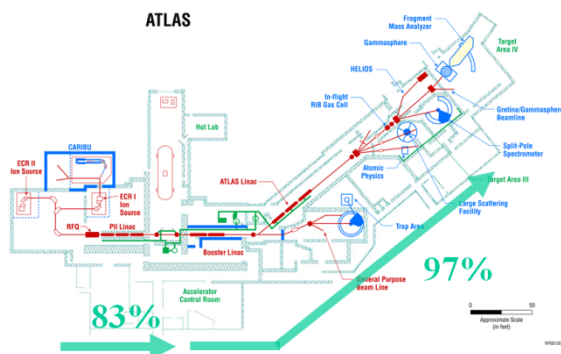 ATLAS
Fragment
Mass Analyzer
Gammasphere
Target
Area IV
HELIOS
In-flight
RIB Gas Cell
Gretina/Gammasphere
Beamline
Hot Lab
Split-Pole
Spectrometer
CARIBU
ECR II
Ion Source
Atomic
Physics
ATLAS Linac
Target Area III
ECR I
Ion
Source
Large Scattering
Facility
RFQ
PII Linac
Trap Area
Booster Linac
General Purpose
Beam Line
97%
Accelerator
Control Room
83%
0
50
Approximate Scale
(in feet)